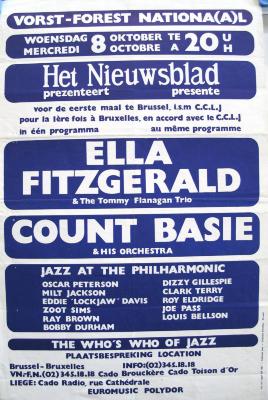 VORST-FOREST NATIONA(A)L
WOENSDAG 8 OKTOBER TE 20 U
MERCREDI OCTOBRE A H
Het Nieuwsblad
prezenteert presente
voor de eerste maal te Brussel, i.s.m C.C.L.J
pour la 1ère fois à Bruxelles, en accord avec le C.C.L.J
in één programma au même programme
ELLA
FITZGERALD
& The Tommy Flanagan Trio
COUNT BASIE
& HIS ORCHESTRA
JAZZ AT THE PHILHARMONIC
OSCAR PETERSON DIZZY GILLESPIE
MILT JACKSON CLARK TERRY
EDDIE 'LOCKJAW' DAVIS ROY ELDRIGE
ZOOT SIMS JOE PASS
RAY BROWN LOUIS BELLSON
BOBBY DURHAM
THE WHO'S WHO OF JAZZ
PLAATSBESPREKING LOCATION
Brussel-Bruxelles INFO:(02)345.18.18
V.N:F.N.(02)345.18.18 Cado Brouckère Cado Toison d'Or
LIEGE: Cado Radio, rue Cathédrale
EUROMUSIC POLYDOR